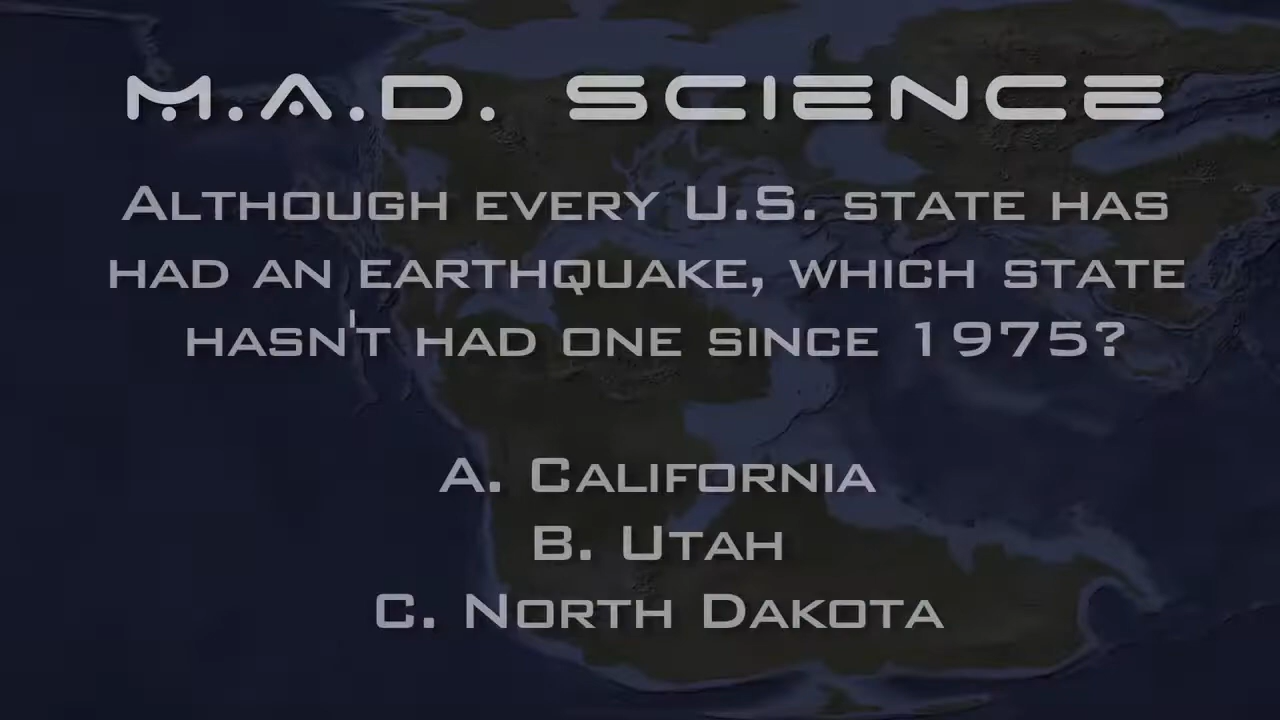 M.A.D. SCIENCE
ALTHOUGH EVERY U.S. STATE HAS
HAD AN EARTHQUAKE, WHICH STATE
HASN'T HAD ONE SINCE 1975?
A. CALIFORNIA
B. UTAH
C. NORTH DAKOTA